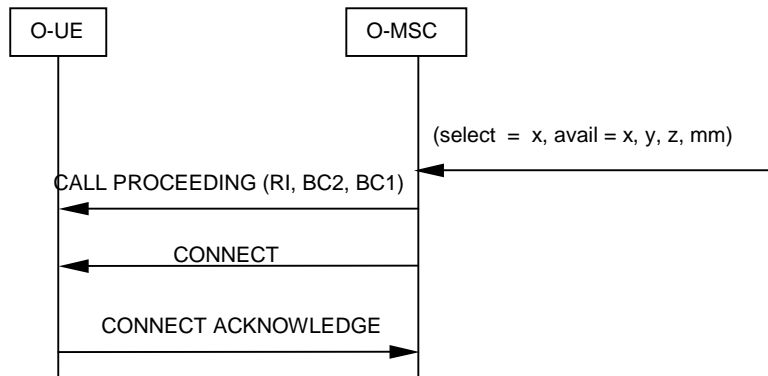 O-UE
O-MSC
(select = x, avail = x, y, z, mm)
CALL PROCEEDING (RI, BC2, BC1)
CONNECT
CONNECT ACKNOWLEDGE